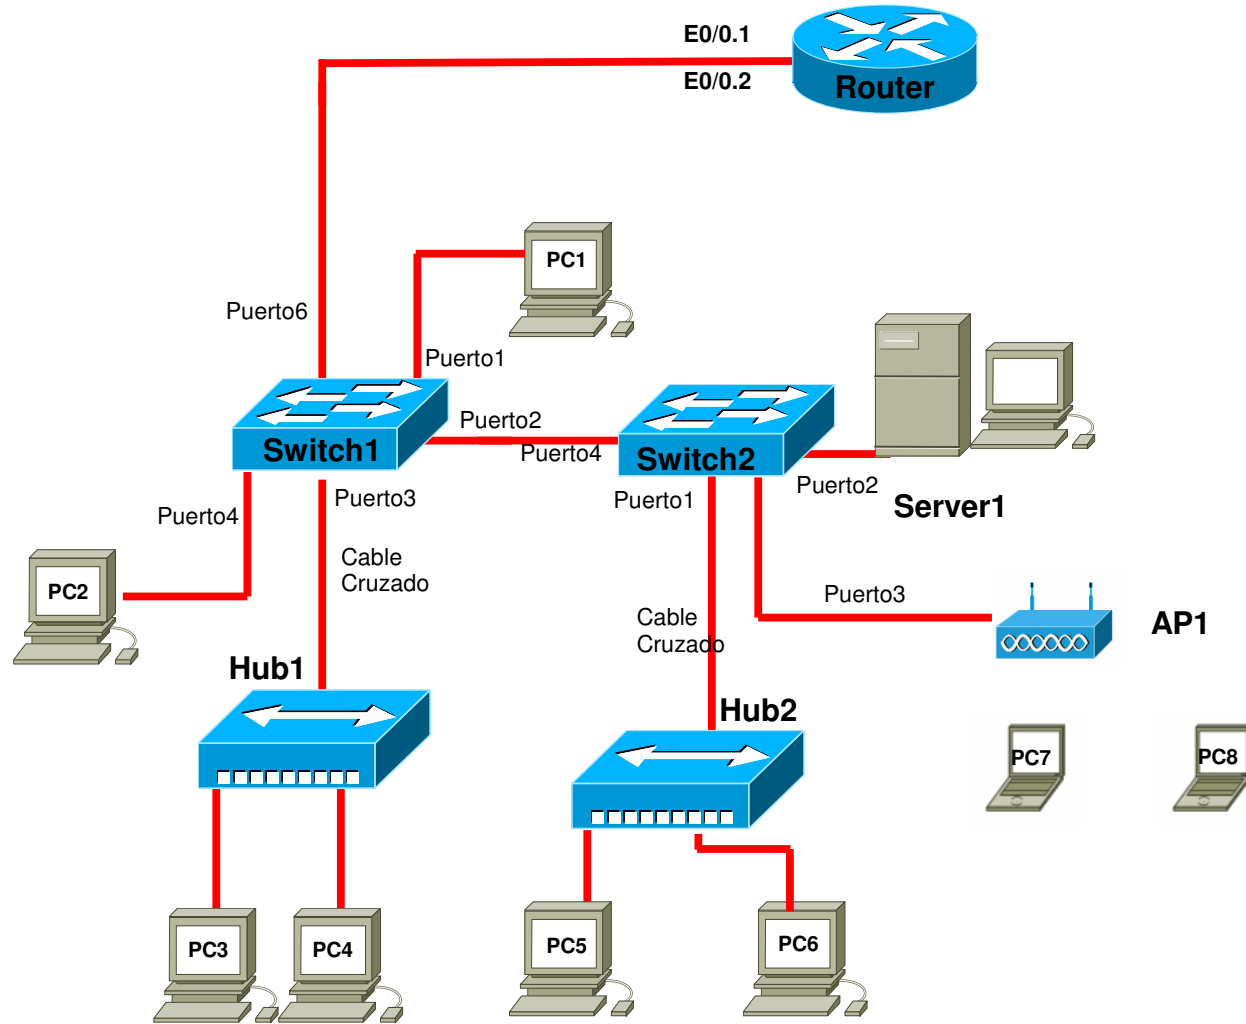 E0/0.1
E0/0.2
Router
PC1
Puerto6
Puerto1
Puerto2
Switch1
Puerto4
Switch2
Puerto2
Server1
Puerto3
Puerto1
Puerto4
Cable
Cruzado
PC2
Puerto3
AP1
Cable
Cruzado
Hub1
Hub2
PC7
PC8
PC3
PC4
PC5
PC6